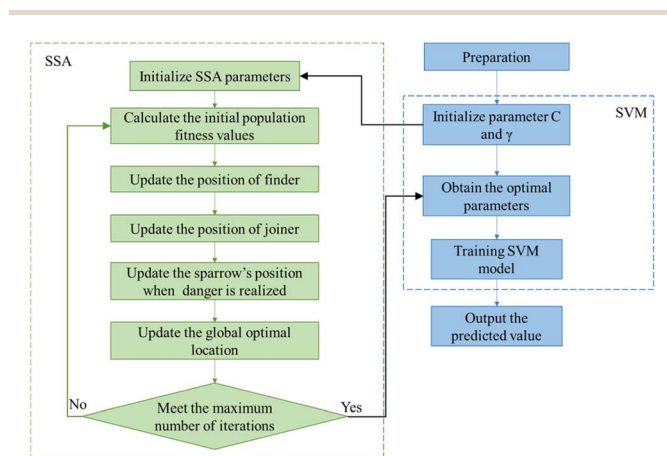 SSA
Initialize SSA parameters
Calculate the initial population
fitness values
Update the position of finder
Update the position of joiner
Update the sparrow's position
when danger is realized
Update the global optimal
location
No
Meet the maximum
number of iterations
Yes
Preparation
SVM
Initialize parameter C
and γ
Obtain the optimal
parameters
Training SVM
model
Output the
predicted value